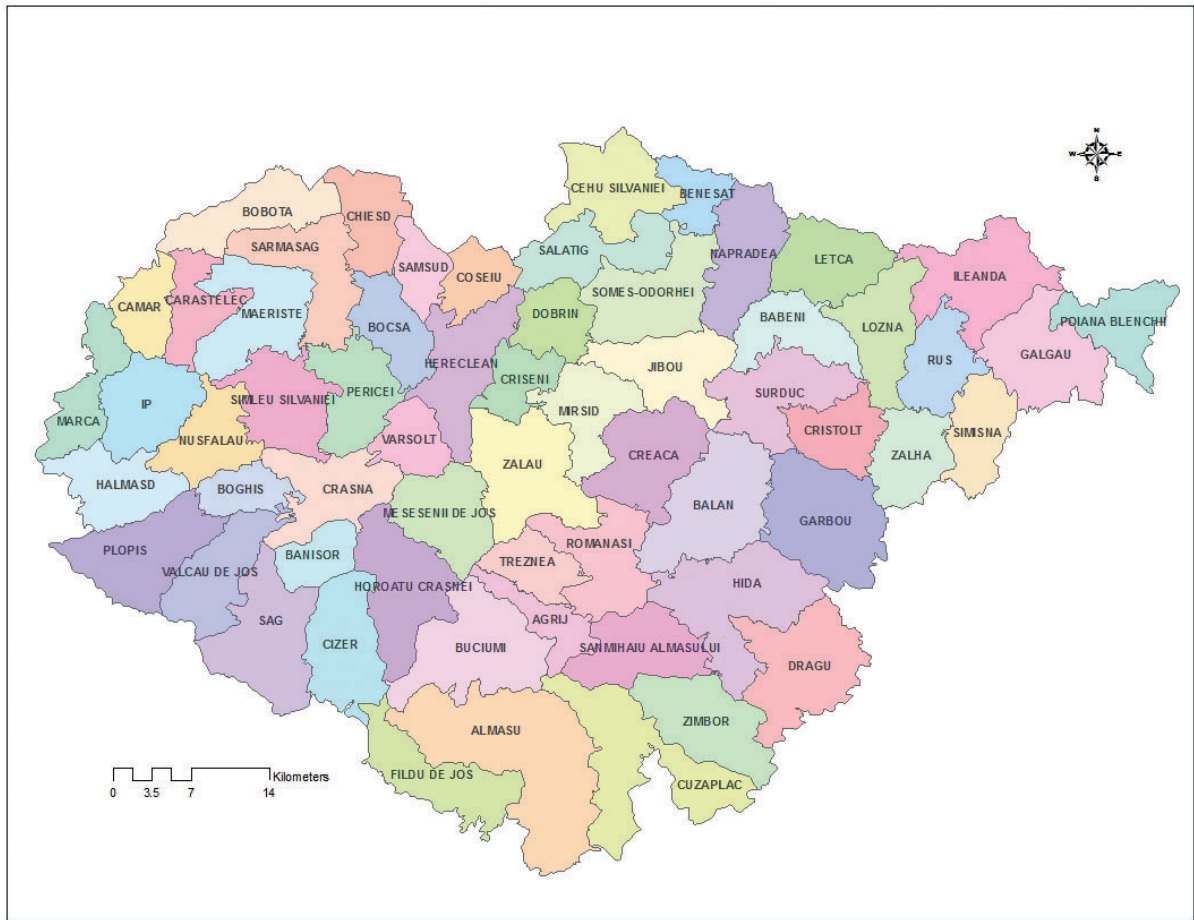 CEHU SILVANIEI
BENESAT
N
W E
S
BOBOTA
CHIESD
SARMASAG
SAMSUD
COSEIU
SALATIG
NAPRADEA
LETCA
ILEANDA
SOMES-ODORHEI
CAMAR
CARASTELEC
MAERISTE
BOCSA
DOBRIN
BABENI
LOZNA
POIANA BLENCHII
HERECLEAN
JIBOU
RUS
GALGAU
IP
SIMLEU SILVANIEI
PERICEI
CRISENI
SURDUC
MARCA
MIRSID
NUSFALAU
VARSOLT
CRISTOLT
SIMISNA
ZALAU
CREACA
ZALHA
HALMASD
BOGHIS
CRASNA
BALAN
MESESENII DE JOS
GARBOU
PLOPIS
BANISOR
ROMANASI
VALCAU DE JOS
TREZNEA
HOROATU CRASNEI
HIDA
SAG
AGRIJ
CIZER
BUCIUMI
SANMIHAIU ALMASULUI
DRAGU
ZIMBOR
ALMASU
FILDU DE JOS
CUZAPLAC
Kilometers
0 3.5 7 14